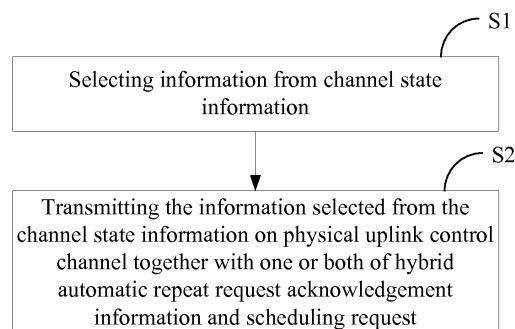 S1
Selecting information from channel state
information
S2
Transmitting the information selected from the
channel state information on physical uplink control
channel together with one or both of hybrid
automatic repeat request acknowledgement
information and scheduling request